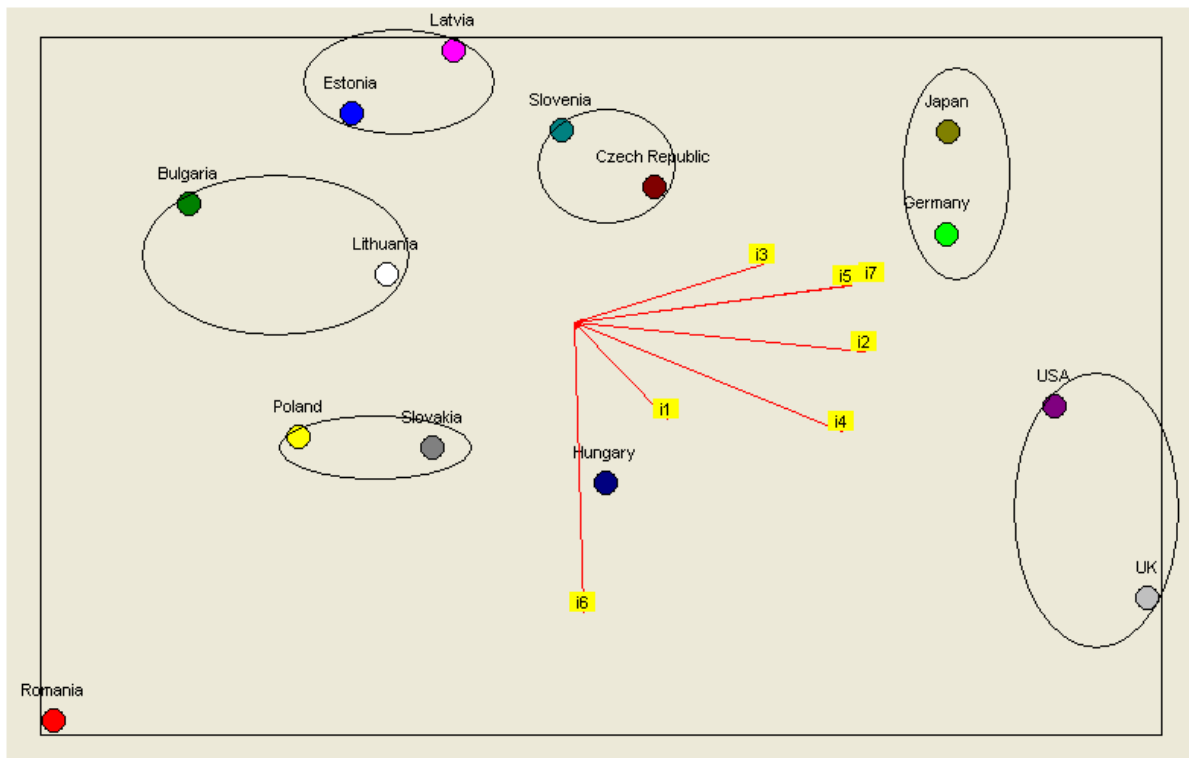 Latvia
Estonia
Slovenia
Japan
Czech Republic
Bulgaria
Germany
Lithuania
i3
i5
i7
i2
USA
Poland
Slovakia
i1
i4
Hungary
UK
i6
Romania